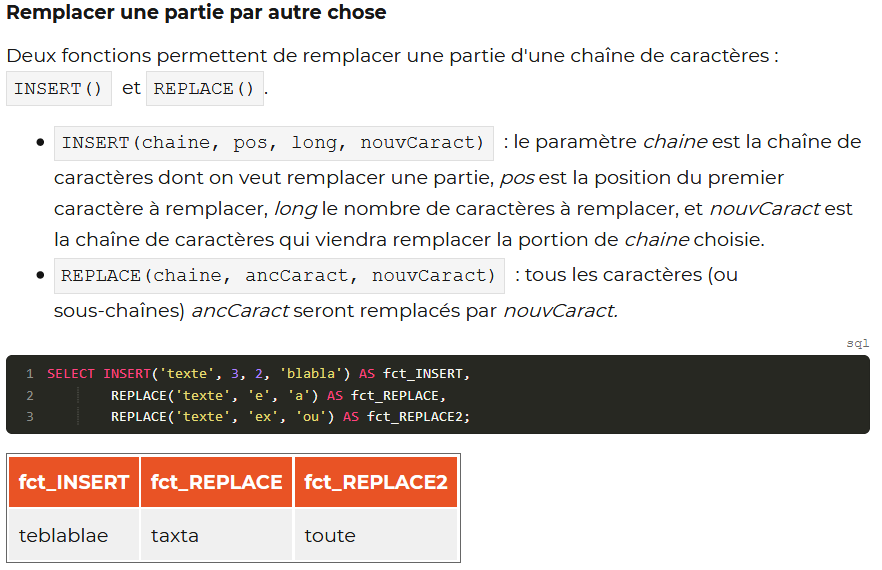 Remplacer une partie par autre chose
Deux fonctions permettent de remplacer une partie d'une chaîne de caractères :
INSERT() et REPLACE().
• INSERT(chaine, pos, long, nouvCaract) : le paramètre chaine est la chaîne de
caractères dont on veut remplacer une partie, pos est la position du premier
caractère à remplacer, long le nombre de caractères à remplacer, et nouvCaract est
la chaîne de caractères qui viendra remplacer la portion de chaine choisie.
• REPLACE(chaine, ancCaract, nouvCaract) : tous les caractères (ou
sous-chaînes) ancCaract seront remplacés par nouvCaract.
sql
1 SELECT INSERT('texte', 3, 2, 'blabla') AS fct_INSERT,
2 REPLACE('texte', 'e', 'a') AS fct_REPLACE,
3 REPLACE('texte', 'ex', 'ou') AS fct_REPLACE2;
fct_INSERT fct_REPLACE fct_REPLACE2
teblablae taxta toute